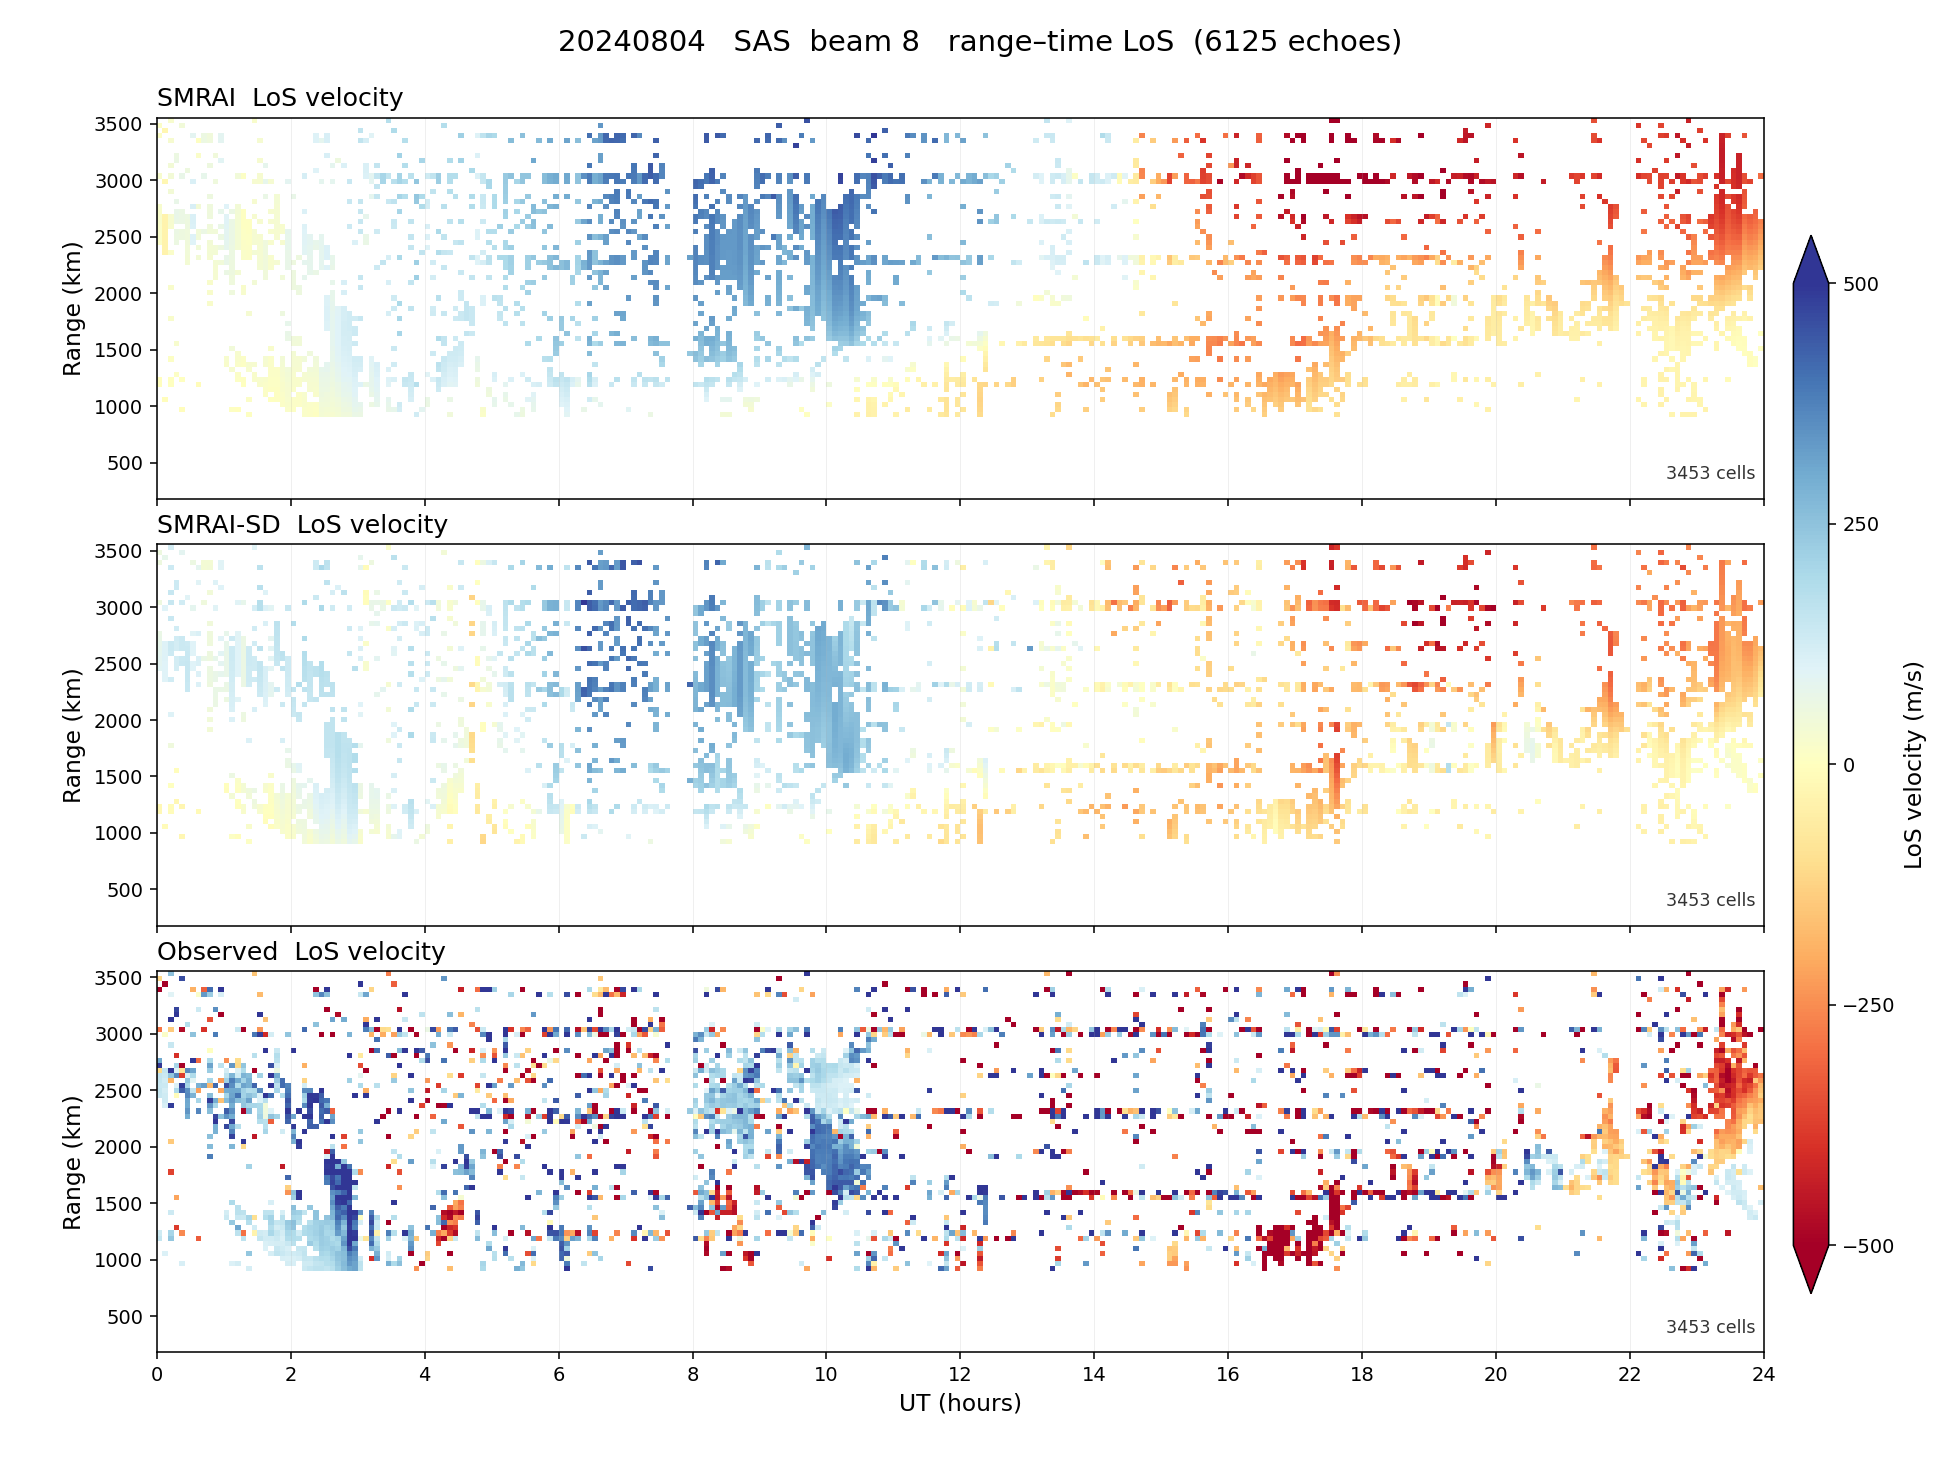 20240804 SAS beam 8 range–time LoS (6125 echoes)
SMRAI LoS velocity
3500
3000
2500
2000
1500
1000
500
Range (km)
3453 cells
SMRAI-SD LoS velocity
3500
3000
2500
2000
1500
1000
500
Range (km)
3453 cells
Observed LoS velocity
3500
3000
2500
2000
1500
1000
500
Range (km)
3453 cells
0 2 4 6 8 10 12 14 16 18 20 22 24
UT (hours)
500
250
0
−250
−500
LoS velocity (m/s)